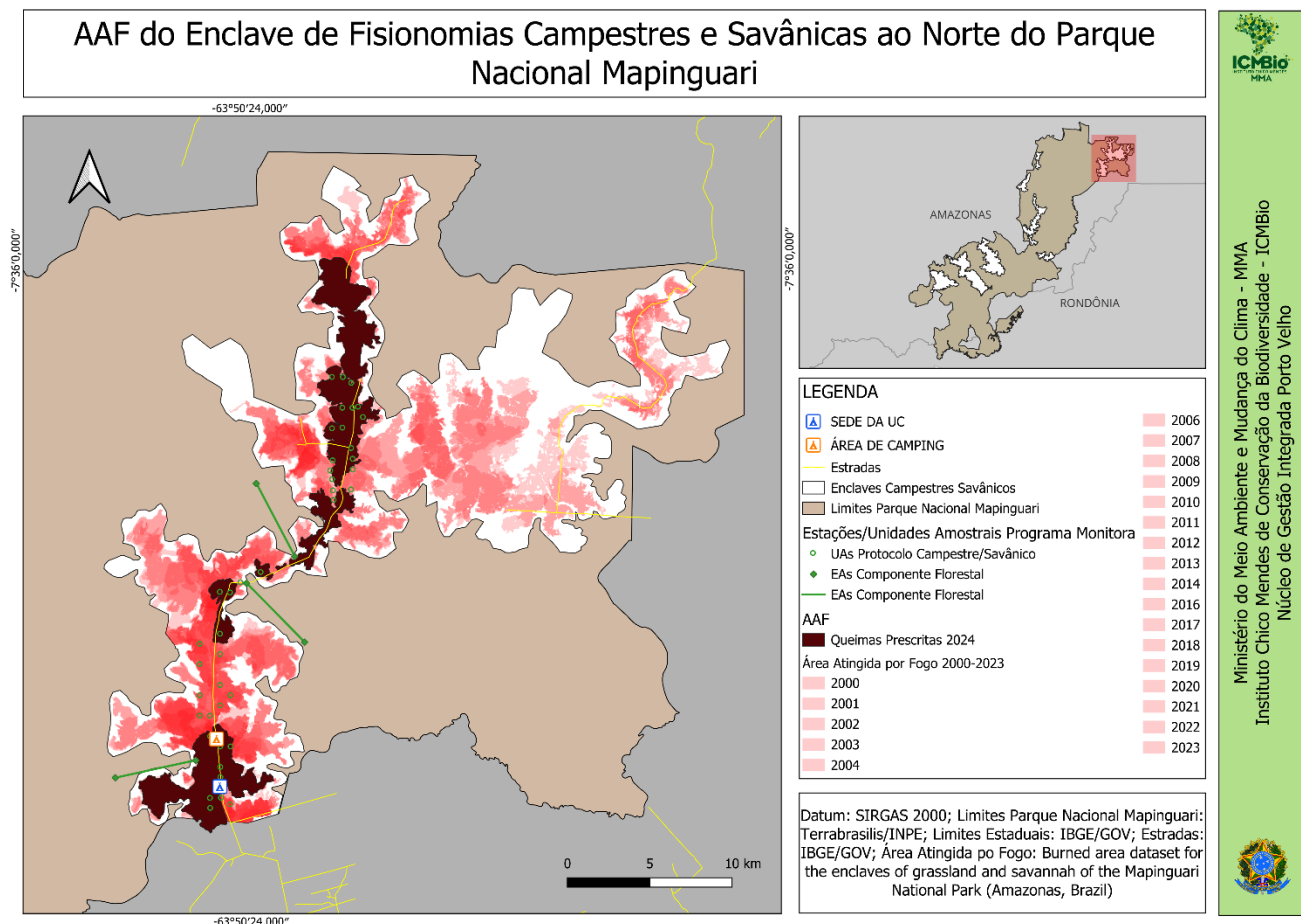 AAF do Enclave de Fisionomias Campestres e Savânicas ao Norte do Parque
Nacional Mapinguari
-63°50'24,000"
-7°36'0,000"
-7°36'0,000"
0 5 10 km
-63°50'24,000"
AMAZONAS
RONDÔNIA
LEGENDA
SEDE DA UC
ÁREA DE CAMPING
Estradas
Enclaves Campestres Savânicos
Limites Parque Nacional Mapinguari
Estações/Unidades Amostrais Programa Monitora
UAs Protocolo Campestre/Savânico
EAs Componente Florestal
EAs Componente Florestal
AAF
Queimas Prescritas 2024
Área Atingida por Fogo 2000-2023
2000
2001
2002
2003
2004
2006
2007
2008
2009
2010
2011
2012
2013
2014
2016
2017
2018
2019
2020
2021
2022
2023
Datum: SIRGAS 2000; Limites Parque Nacional Mapinguari:
Terrabrasilis/INPE; Limites Estaduais: IBGE/GOV; Estradas:
IBGE/GOV; Área Atingida po Fogo: Burned area dataset for
the enclaves of grassland and savannah of the Mapinguari
National Park (Amazonas, Brazil)
ICMBio
INSTITUTO CHICO MENDES
MMA
Ministério do Meio Ambiente e Mudança do Clima - MMA
Instituto Chico Mendes de Conservação da Biodiversidade - ICMBio
Núcleo de Gestão Integrada Porto Velho